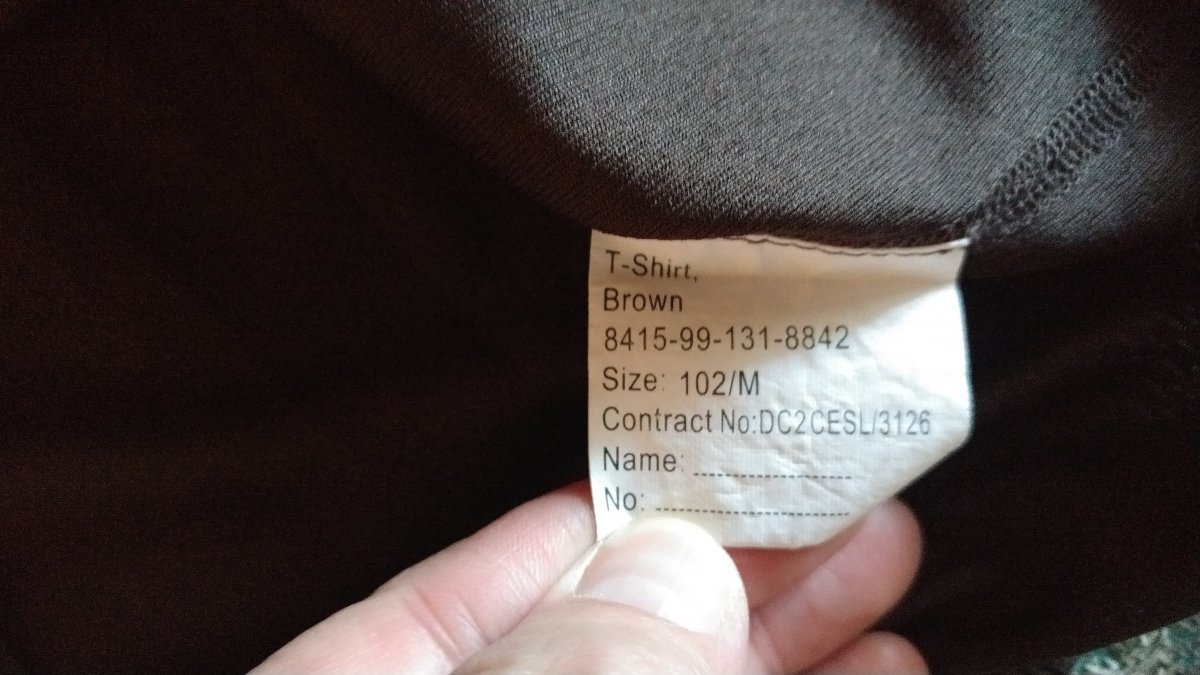 T-Shirt,
Brown
8415-99-131-8842
Size: 102/M
Contract No:DC2CESL/3126
Name: ....................
No: .........................